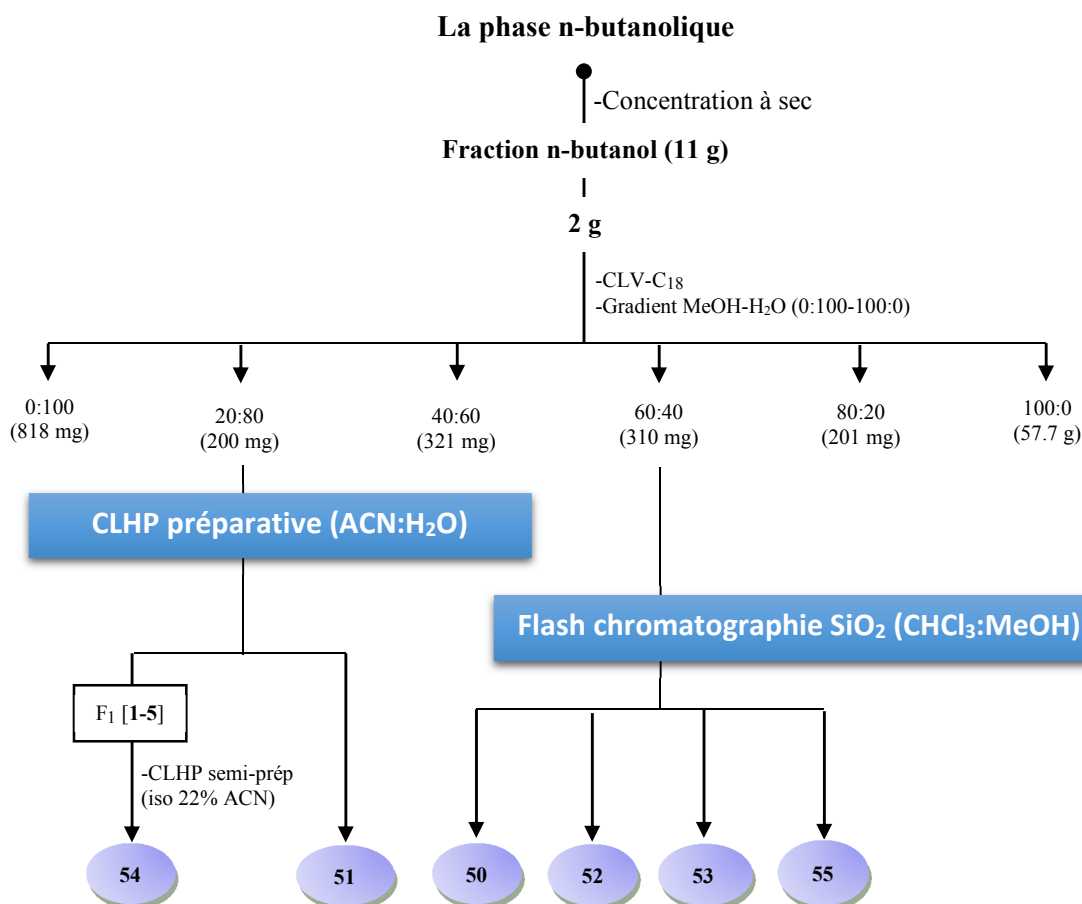 La phase n-butanolique
-Concentration à sec
Fraction n-butanol (11 g)
2 g
-CLV-C18
-Gradient MeOH-H2O (0:100-100:0)
0:100
(818 mg)
20:80
(200 mg)
40:60
(321 mg)
60:40
(310 mg)
80:20
(201 mg)
100:0
(57.7 g)
CLHP préparative (ACN:H2O)
Flash chromatographie SiO2 (CHCl3:MeOH)
F1 [1-5]
-CLHP semi-prép
(iso 22% ACN)
54
51
50
52
53
55